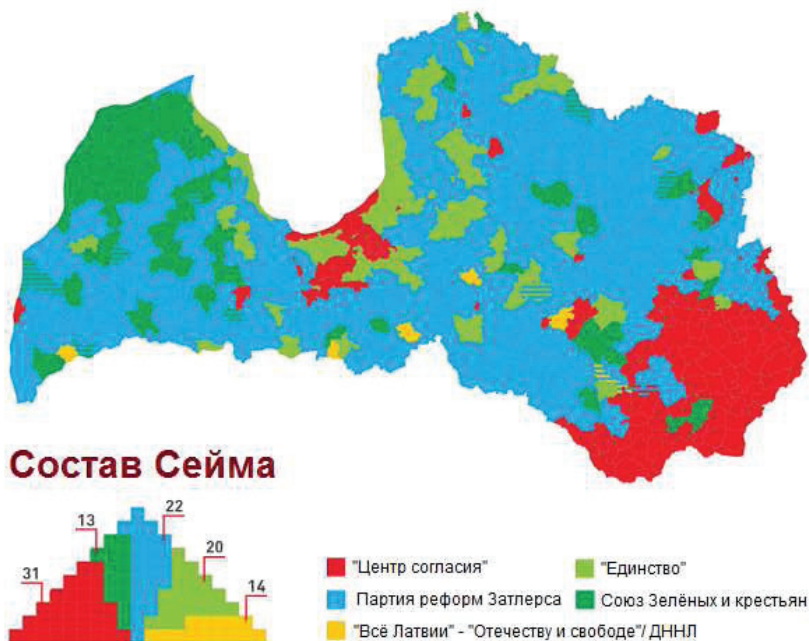 Состав Сейма
22
13
20
31
14
"Центр согласия"
"Единство"
Партия реформ Затлерса
Союз Зелёных и крестьян
"Всё Латвии" - "Отечеству и свободе"/ ДННЛ